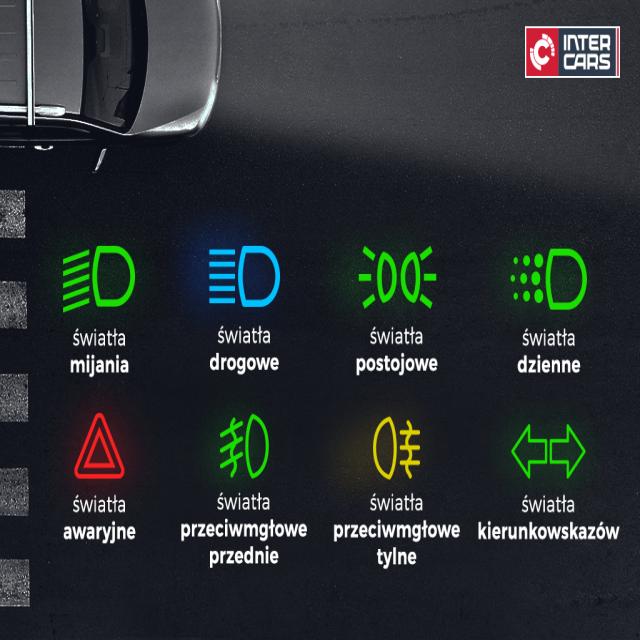 INTER
CARS
światła
mijania
światła
drogowe
światła
postojowe
światła
dzienne
światła
awaryjne
światła
przeciwmgłowe
przednie
światła
przeciwmgłowe
tylne
światła
kierunkowskazów